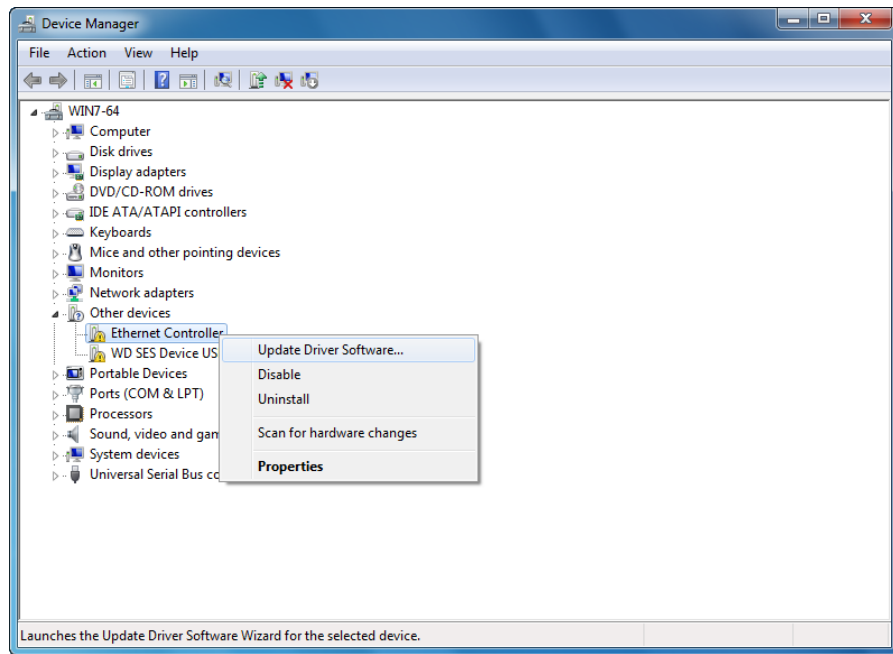 Device Manager
File Action View Help
WIN7-64
Computer
Disk drives
Display adapters
DVD/CD-ROM drives
IDE ATA/ATAPI controllers
Keyboards
Mice and other pointing devices
Monitors
Network adapters
Other devices
Ethernet Controller
WD SES Device US
Portable Devices
Ports (COM & LPT)
Processors
Sound, video and gam
System devices
Universal Serial Bus co
Update Driver Software...
Disable
Uninstall
Scan for hardware changes
Properties
Launches the Update Driver Software Wizard for the selected device.